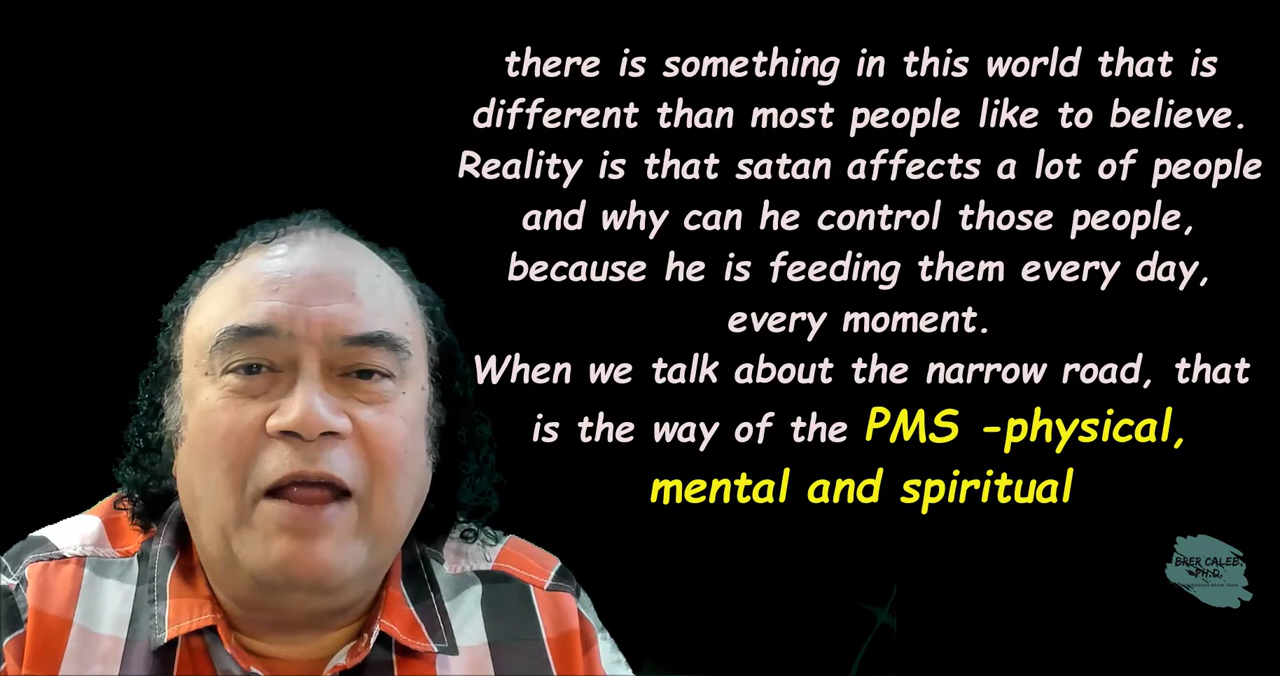 there is something in this world that is
different than most people like to believe.
Reality is that satan affects a lot of people
and why can he control those people,
because he is feeding them every day,
every moment.
When we talk about the narrow road, that
is the way of the PMS -physical,
mental and spiritual
BRER CALEB,
PH.D.